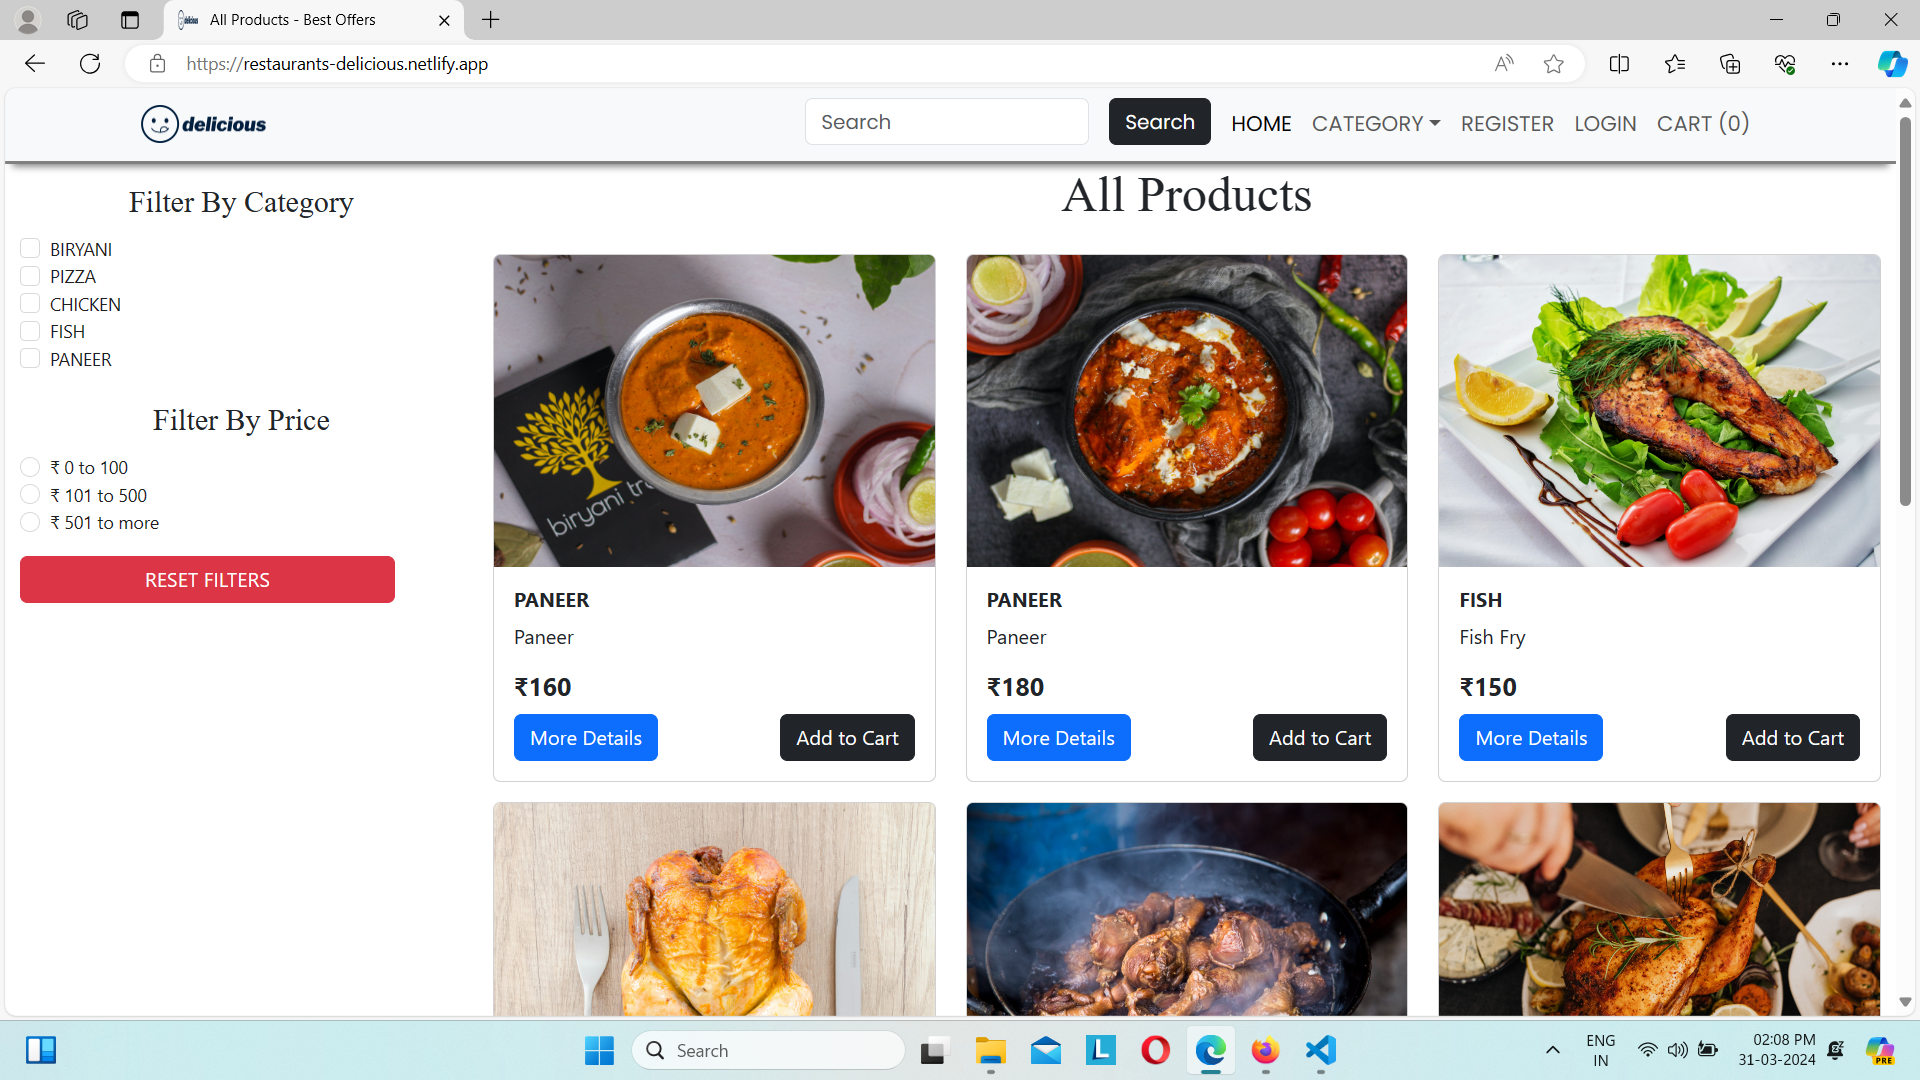 All Products - Best Offers
https://restaurants-delicious.netlify.app
delicious
Search
Search
HOME
CATEGORY
REGISTER
LOGIN
CART (0)
Filter By Category
BIRYANI
PIZZA
CHICKEN
FISH
PANEER
Filter By Price
₹ 0 to 100
₹ 101 to 500
₹ 501 to more
RESET FILTERS
All Products
biryani tre
PANEER
Paneer
₹160
More Details
Add to Cart
PANEER
Paneer
₹180
More Details
Add to Cart
FISH
Fish Fry
₹150
More Details
Add to Cart
Search
L
ENG
IN
02:08 PM
31-03-2024
PRE